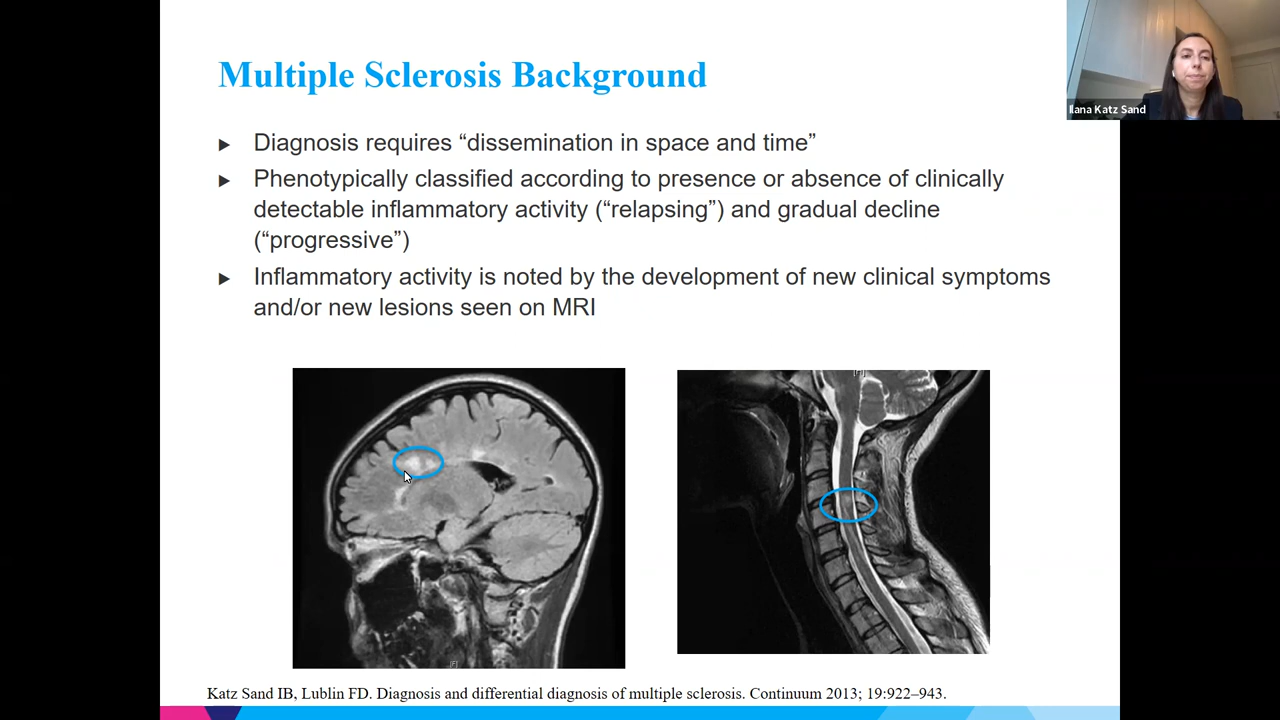 Multiple Sclerosis Background
Ilana Katz Sand
▶ Diagnosis requires “dissemination in space and time”
▶ Phenotypically classified according to presence or absence of clinically
detectable inflammatory activity (“relapsing”) and gradual decline
(“progressive”)
▶ Inflammatory activity is noted by the development of new clinical symptoms
and/or new lesions seen on MRI
[F]
[F]
Katz Sand IB, Lublin FD. Diagnosis and differential diagnosis of multiple sclerosis. Continuum 2013; 19:922–943.